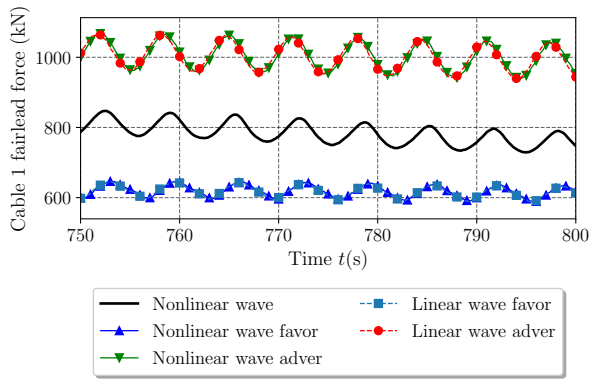 Cable 1 fairlead force (kN)
1000
800
600
750 760 770 780 790 800
Time t(s)
Nonlinear wave
Nonlinear wave favor
Nonlinear wave adver
Linear wave favor
Linear wave adver